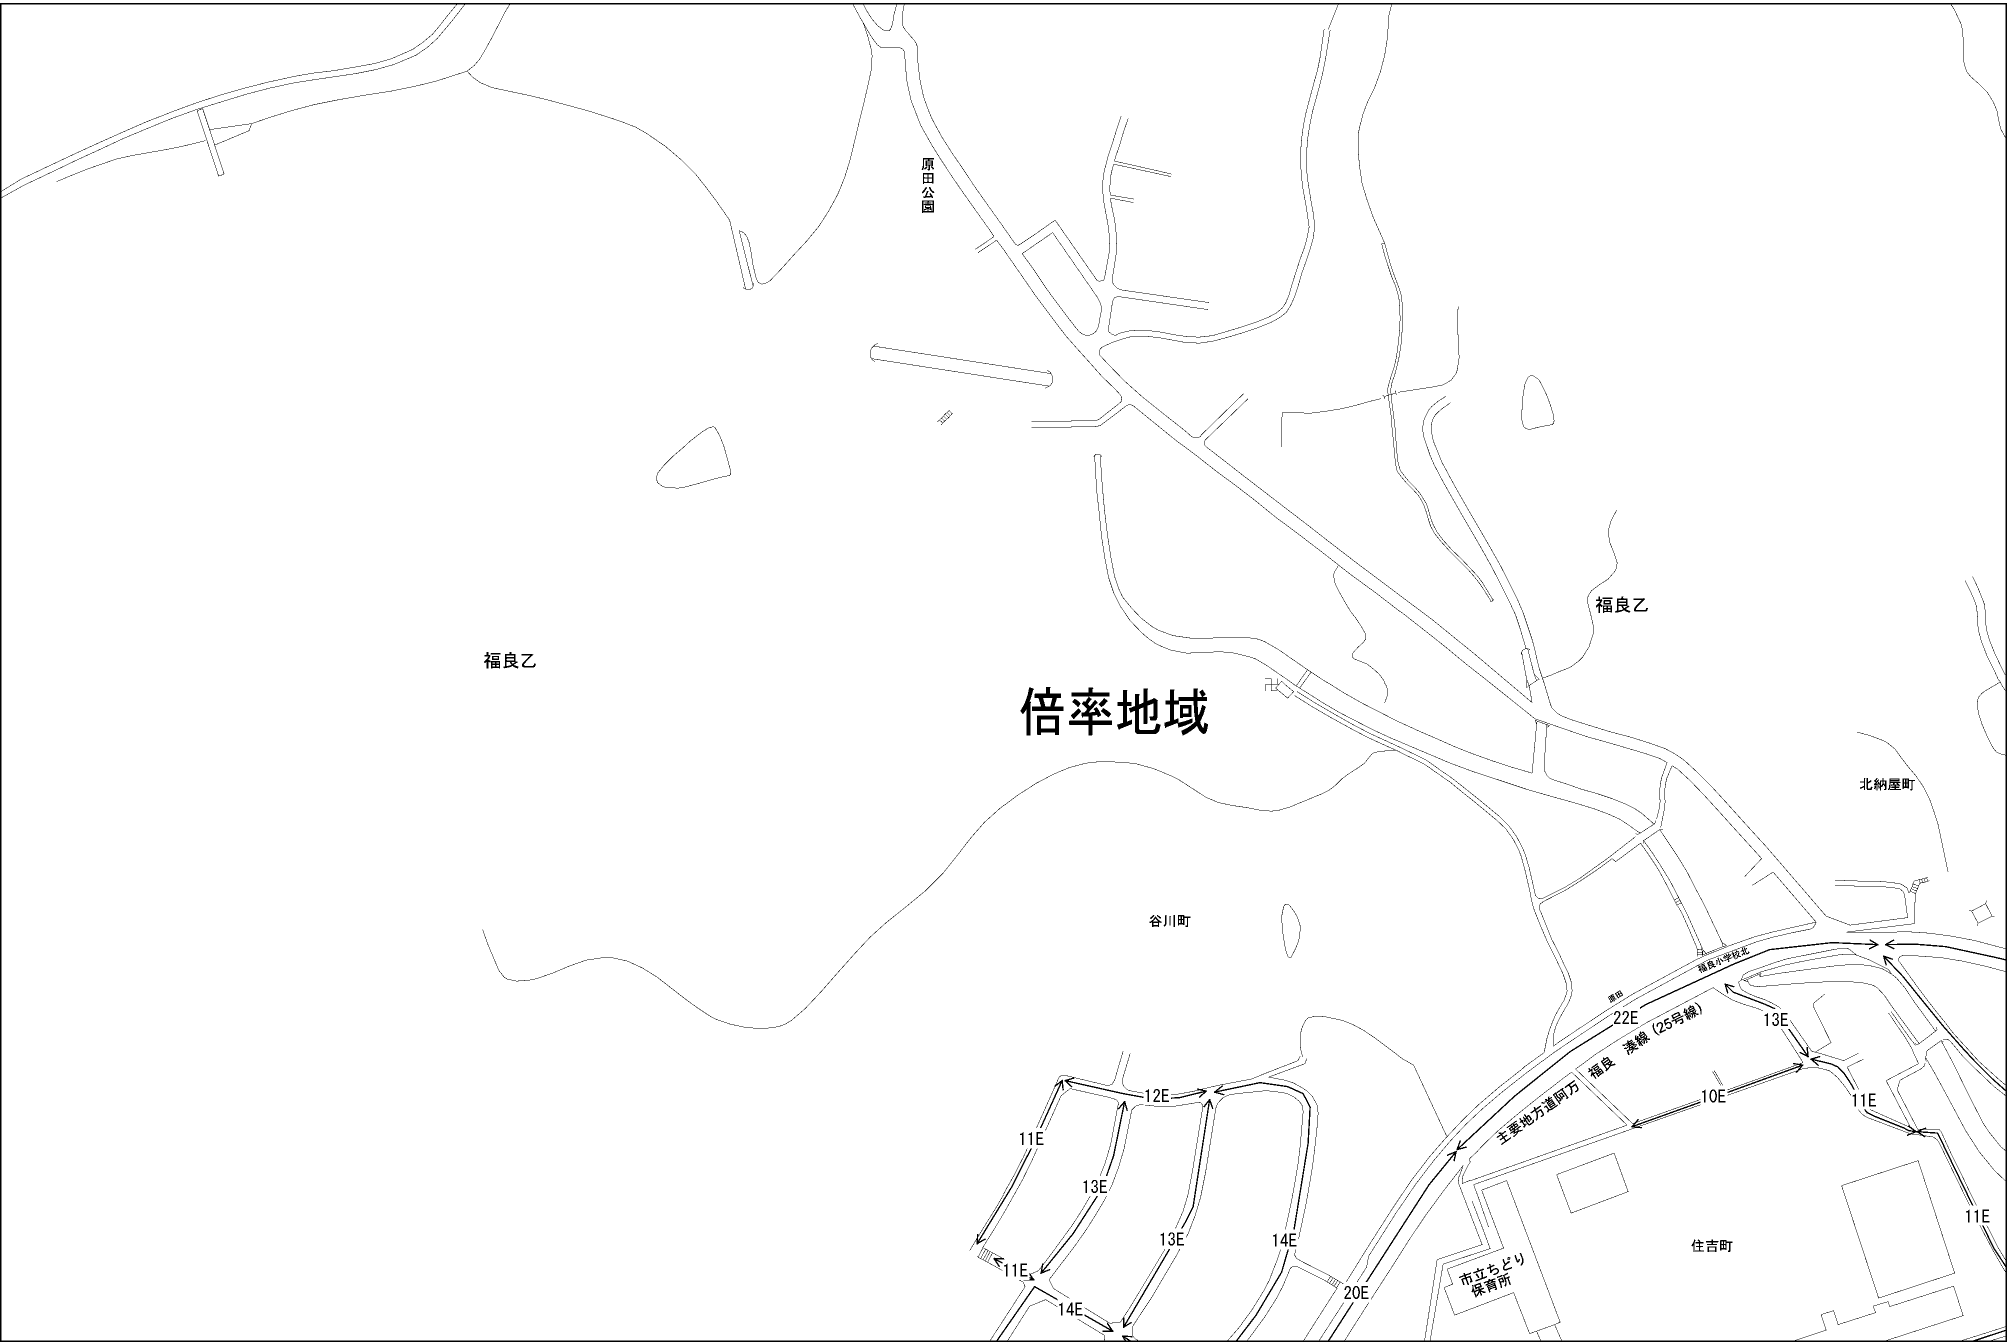 原田公園
福良乙
福良乙
倍率地域
北納屋町
谷川町
福良小学校北
原田
22E
主要地方道阿万　福良　湊線（25号線）
13E
12E
10E
11E
11E
13E
13E
14E
11E
住吉町
市立ちどり
保育所
11E
20E
14E